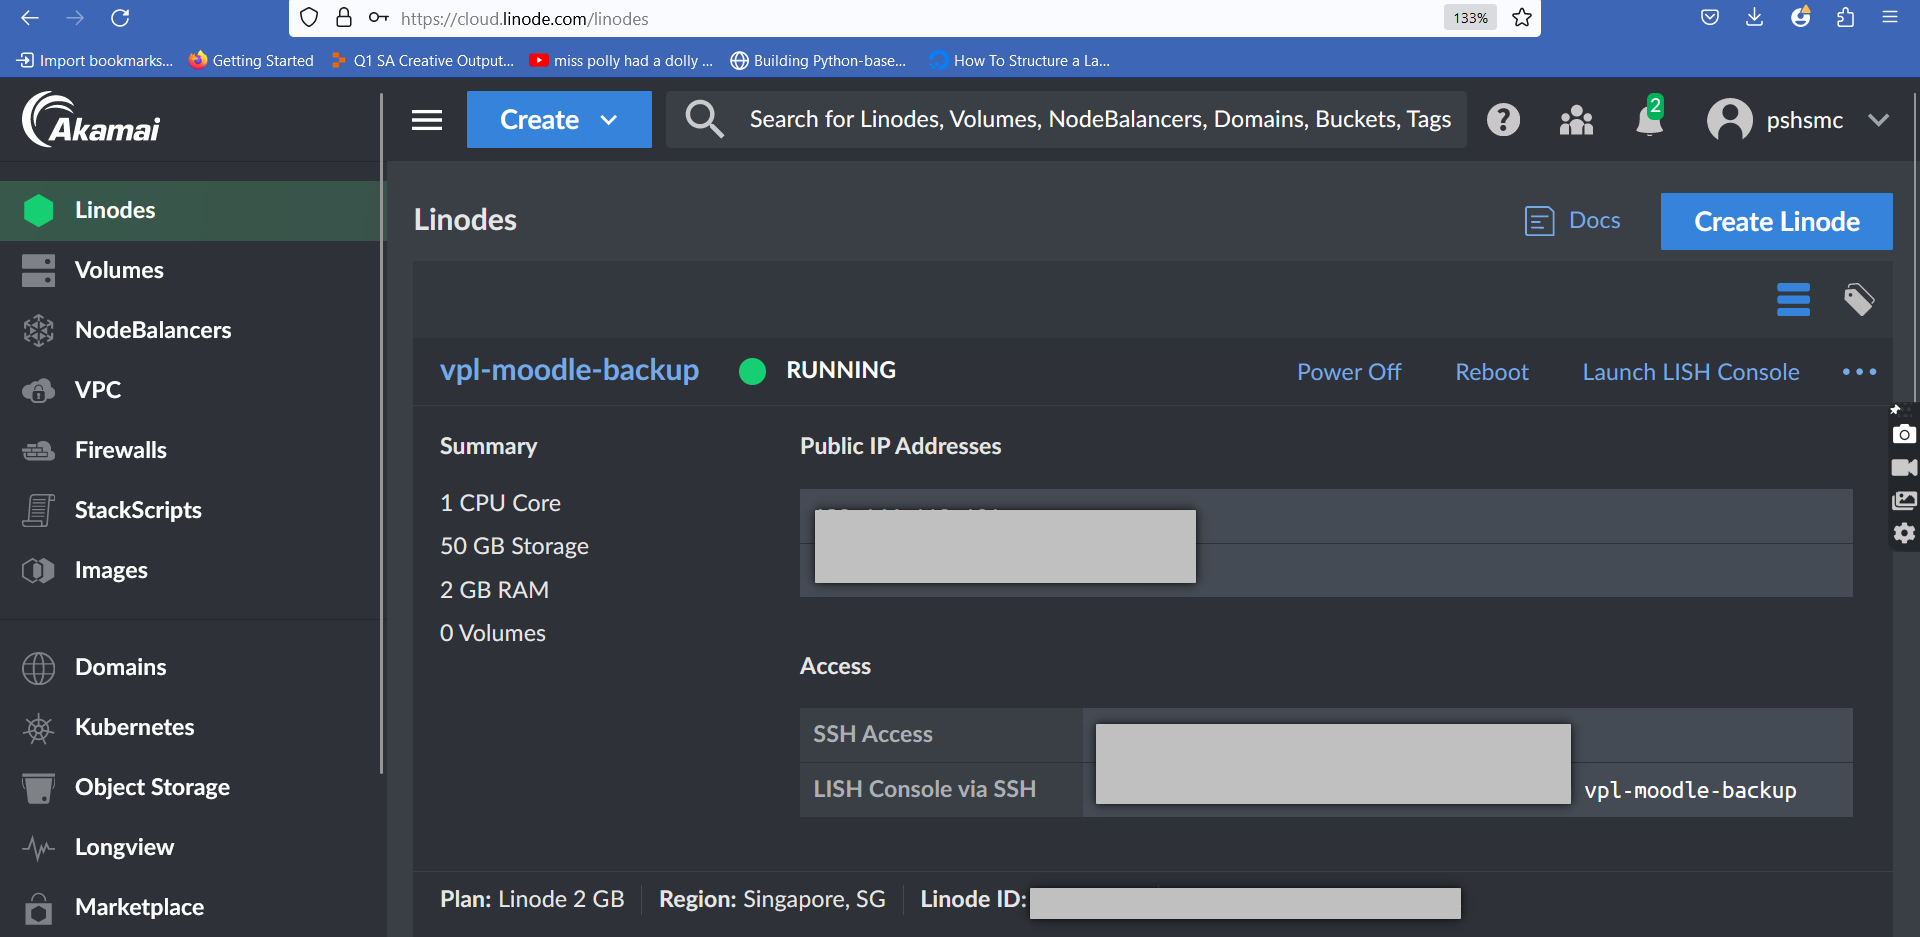 https://cloud.linode.com/linodes
133%
Import bookmarks...
Getting Started
Q1 SA Creative Output...
miss polly had a dolly ...
Building Python-base...
How To Structure a La...
Akamai
Create
Search for Linodes, Volumes, NodeBalancers, Domains, Buckets, Tags
2
pshsmc
Linodes
Volumes
NodeBalancers
VPC
Firewalls
StackScripts
Images
Domains
Kubernetes
Object Storage
Longview
Marketplace
Linodes
Docs
Create Linode
vpl-moodle-backup
RUNNING
Power Off
Reboot
Launch LISH Console
Summary
1 CPU Core
50 GB Storage
2 GB RAM
0 Volumes
Public IP Addresses
Access
SSH Access
LISH Console via SSH
vpl-moodle-backup
Plan: Linode 2 GB
Region: Singapore, SG
Linode ID: